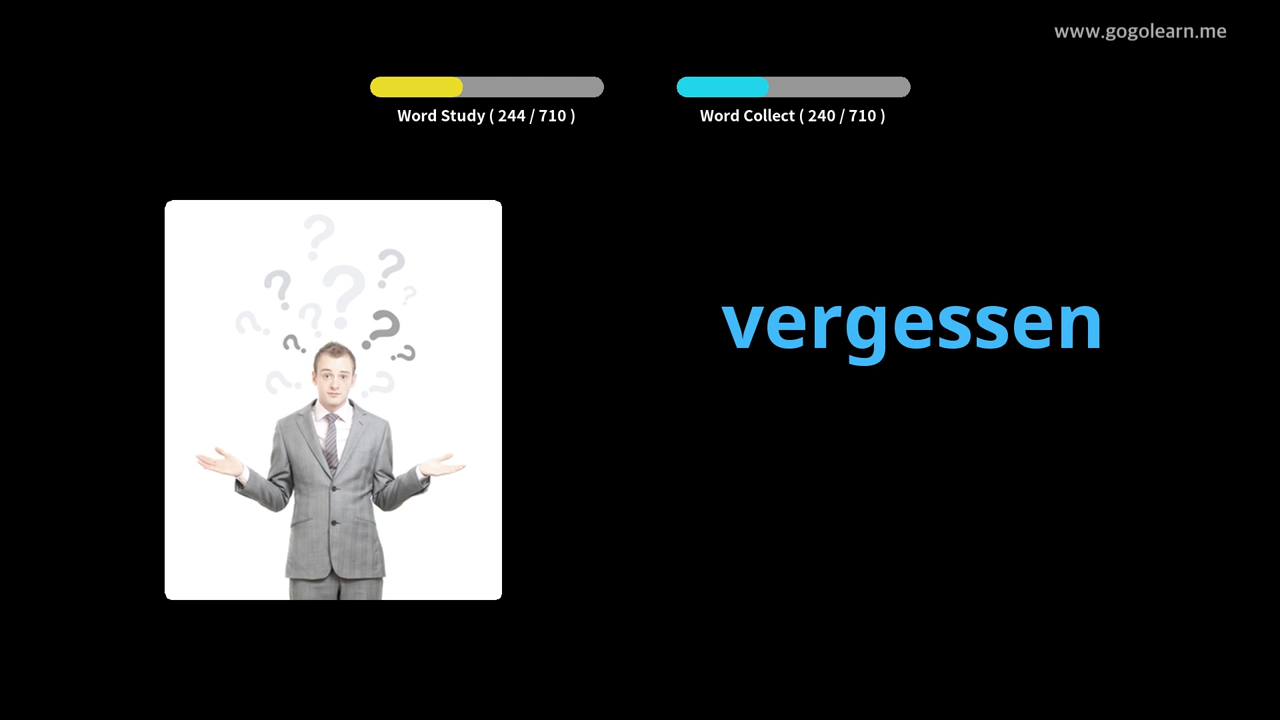 www.gogolearn.me
Word Study ( 244 / 710 )
Word Collect ( 240 / 710 )
? ? ? ? ? ? ? ? ? ? ? ?
vergessen